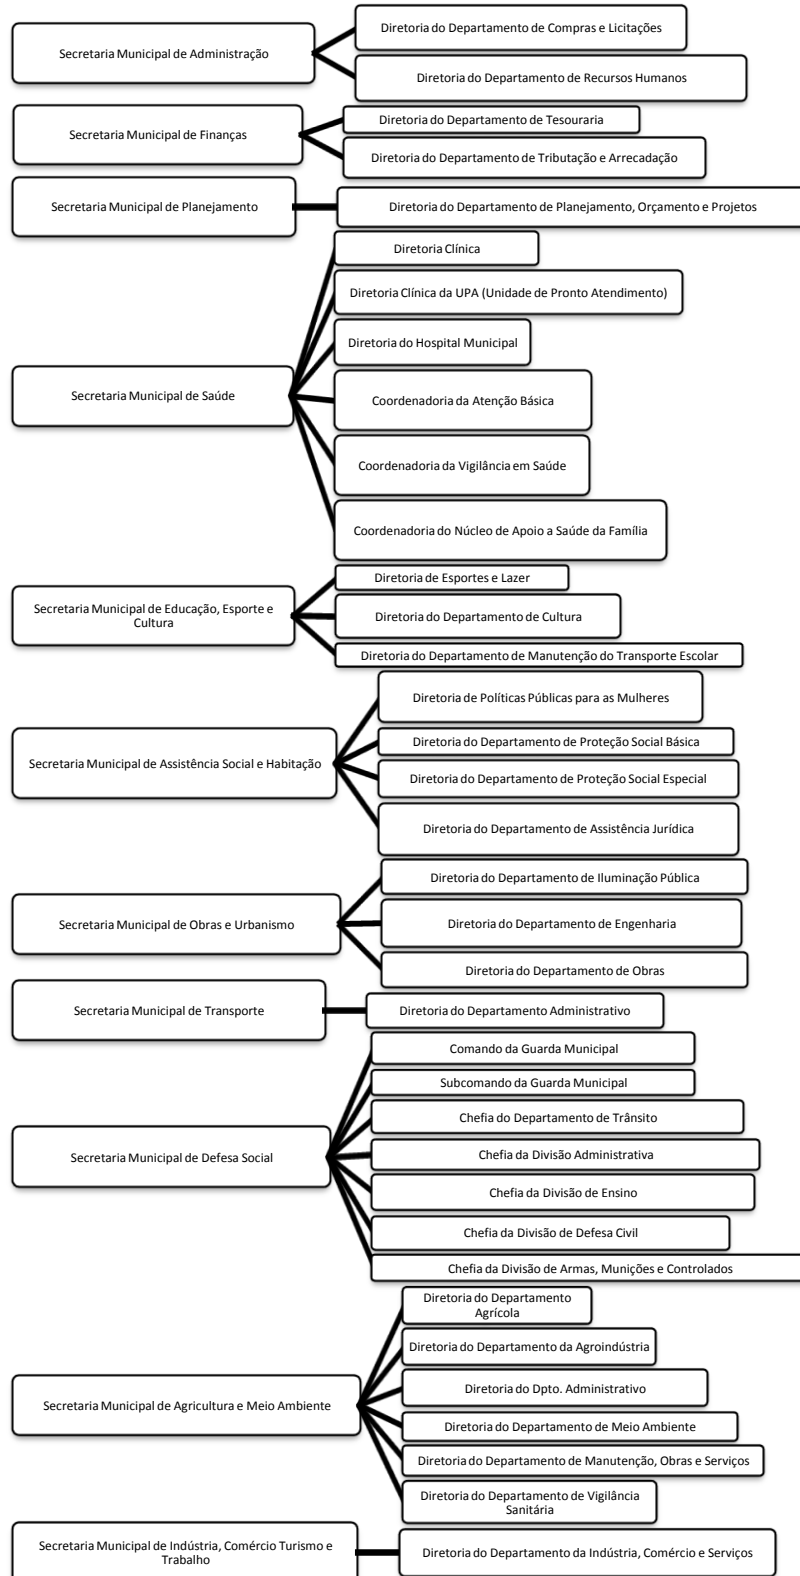 Secretaria Municipal de Administração
Diretoria do Departamento de Compras e Licitações
Diretoria do Departamento de Recursos Humanos
Secretaria Municipal de Finanças
Diretoria do Departamento de Tesouraria
Diretoria do Departamento de Tributação e Arrecadação
Secretaria Municipal de Planejamento
Diretoria do Departamento de Planejamento, Orçamento e Projetos
Secretaria Municipal de Saúde
Diretoria Clínica
Diretoria Clínica da UPA (Unidade de Pronto Atendimento)
Diretoria do Hospital Municipal
Coordenadoria da Atenção Básica
Coordenadoria da Vigilância em Saúde
Coordenadoria do Núcleo de Apoio a Saúde da Família
Secretaria Municipal de Educação, Esporte e
Cultura
Diretoria de Esportes e Lazer
Diretoria do Departamento de Cultura
Diretoria do Departamento de Manutenção do Transporte Escolar
Secretaria Municipal de Assistência Social e Habitação
Diretoria de Políticas Públicas para as Mulheres
Diretoria do Departamento de Proteção Social Básica
Diretoria do Departamento de Proteção Social Especial
Diretoria do Departamento de Assistência Jurídica
Secretaria Municipal de Obras e Urbanismo
Diretoria do Departamento de Iluminação Pública
Diretoria do Departamento de Engenharia
Diretoria do Departamento de Obras
Secretaria Municipal de Transporte
Diretoria do Departamento Administrativo
Secretaria Municipal de Defesa Social
Comando da Guarda Municipal
Subcomando da Guarda Municipal
Chefia do Departamento de Trânsito
Chefia da Divisão Administrativa
Chefia da Divisão de Ensino
Chefia da Divisão de Defesa Civil
Chefia da Divisão de Armas, Munições e Controlados
Secretaria Municipal de Agricultura e Meio Ambiente
Diretoria do Departamento
Agrícola
Diretoria do Departamento da Agroindústria
Diretoria do Dpto. Administrativo
Diretoria do Departamento de Meio Ambiente
Diretoria do Departamento de Manutenção, Obras e Serviços
Diretoria do Departamento de Vigilância
Sanitária
Secretaria Municipal de Indústria, Comércio Turismo e
Trabalho
Diretoria do Departamento da Indústria, Comércio e Serviços